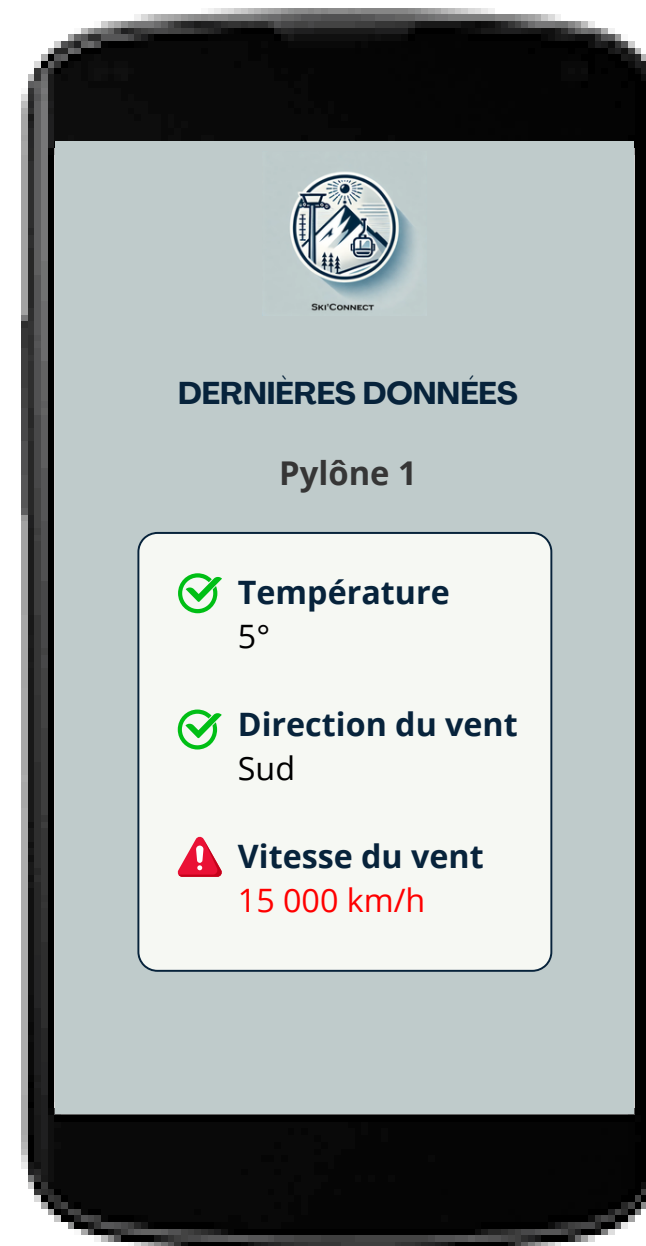 SKI'CONNECT
DERNIÈRES DONNÉES
Pylône 1
Température
5°
Direction du vent
Sud
Vitesse du vent
15 000 km/h